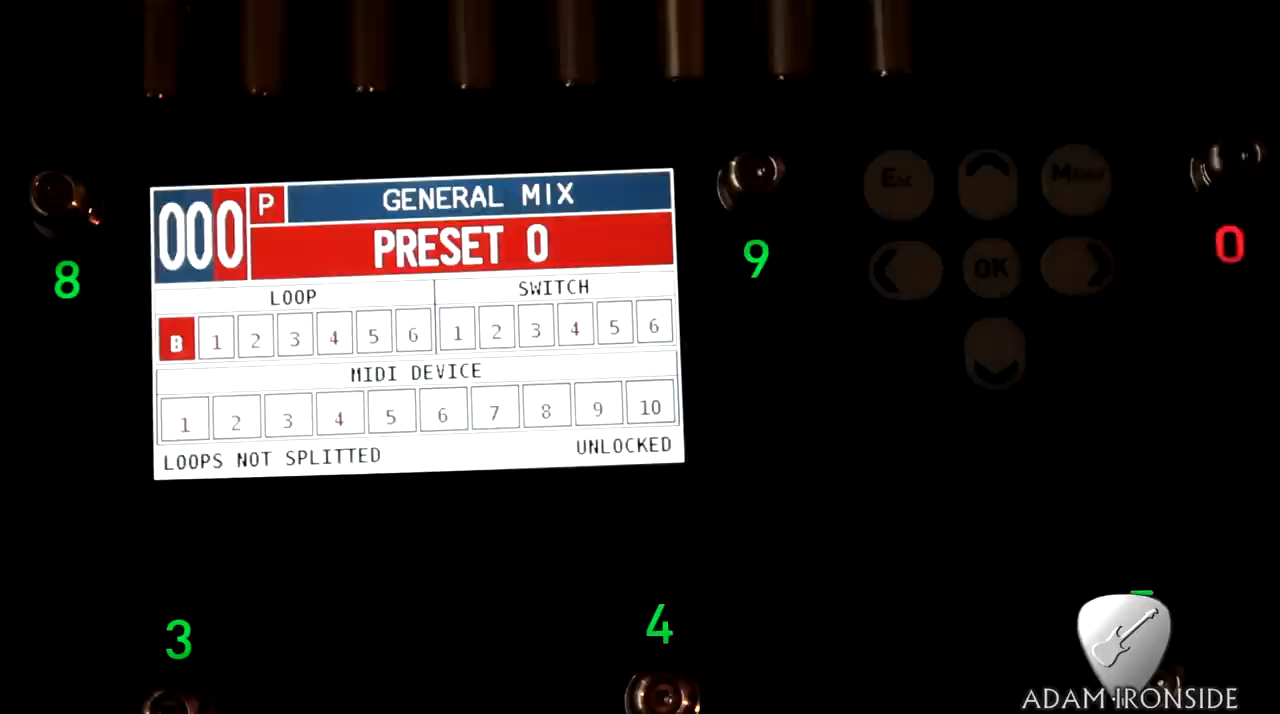 000 P GENERAL MIX
PRESET 0
LOOP SWITCH
B 1 2 3 4 5 6 1 2 3 4 5 6
MIDI DEVICE
1 2 3 4 5 6 7 8 9 10
LOOPS NOT SPLITTED UNLOCKED
8
9
0
Esc
OK
3
4
ADAM IRONSIDE